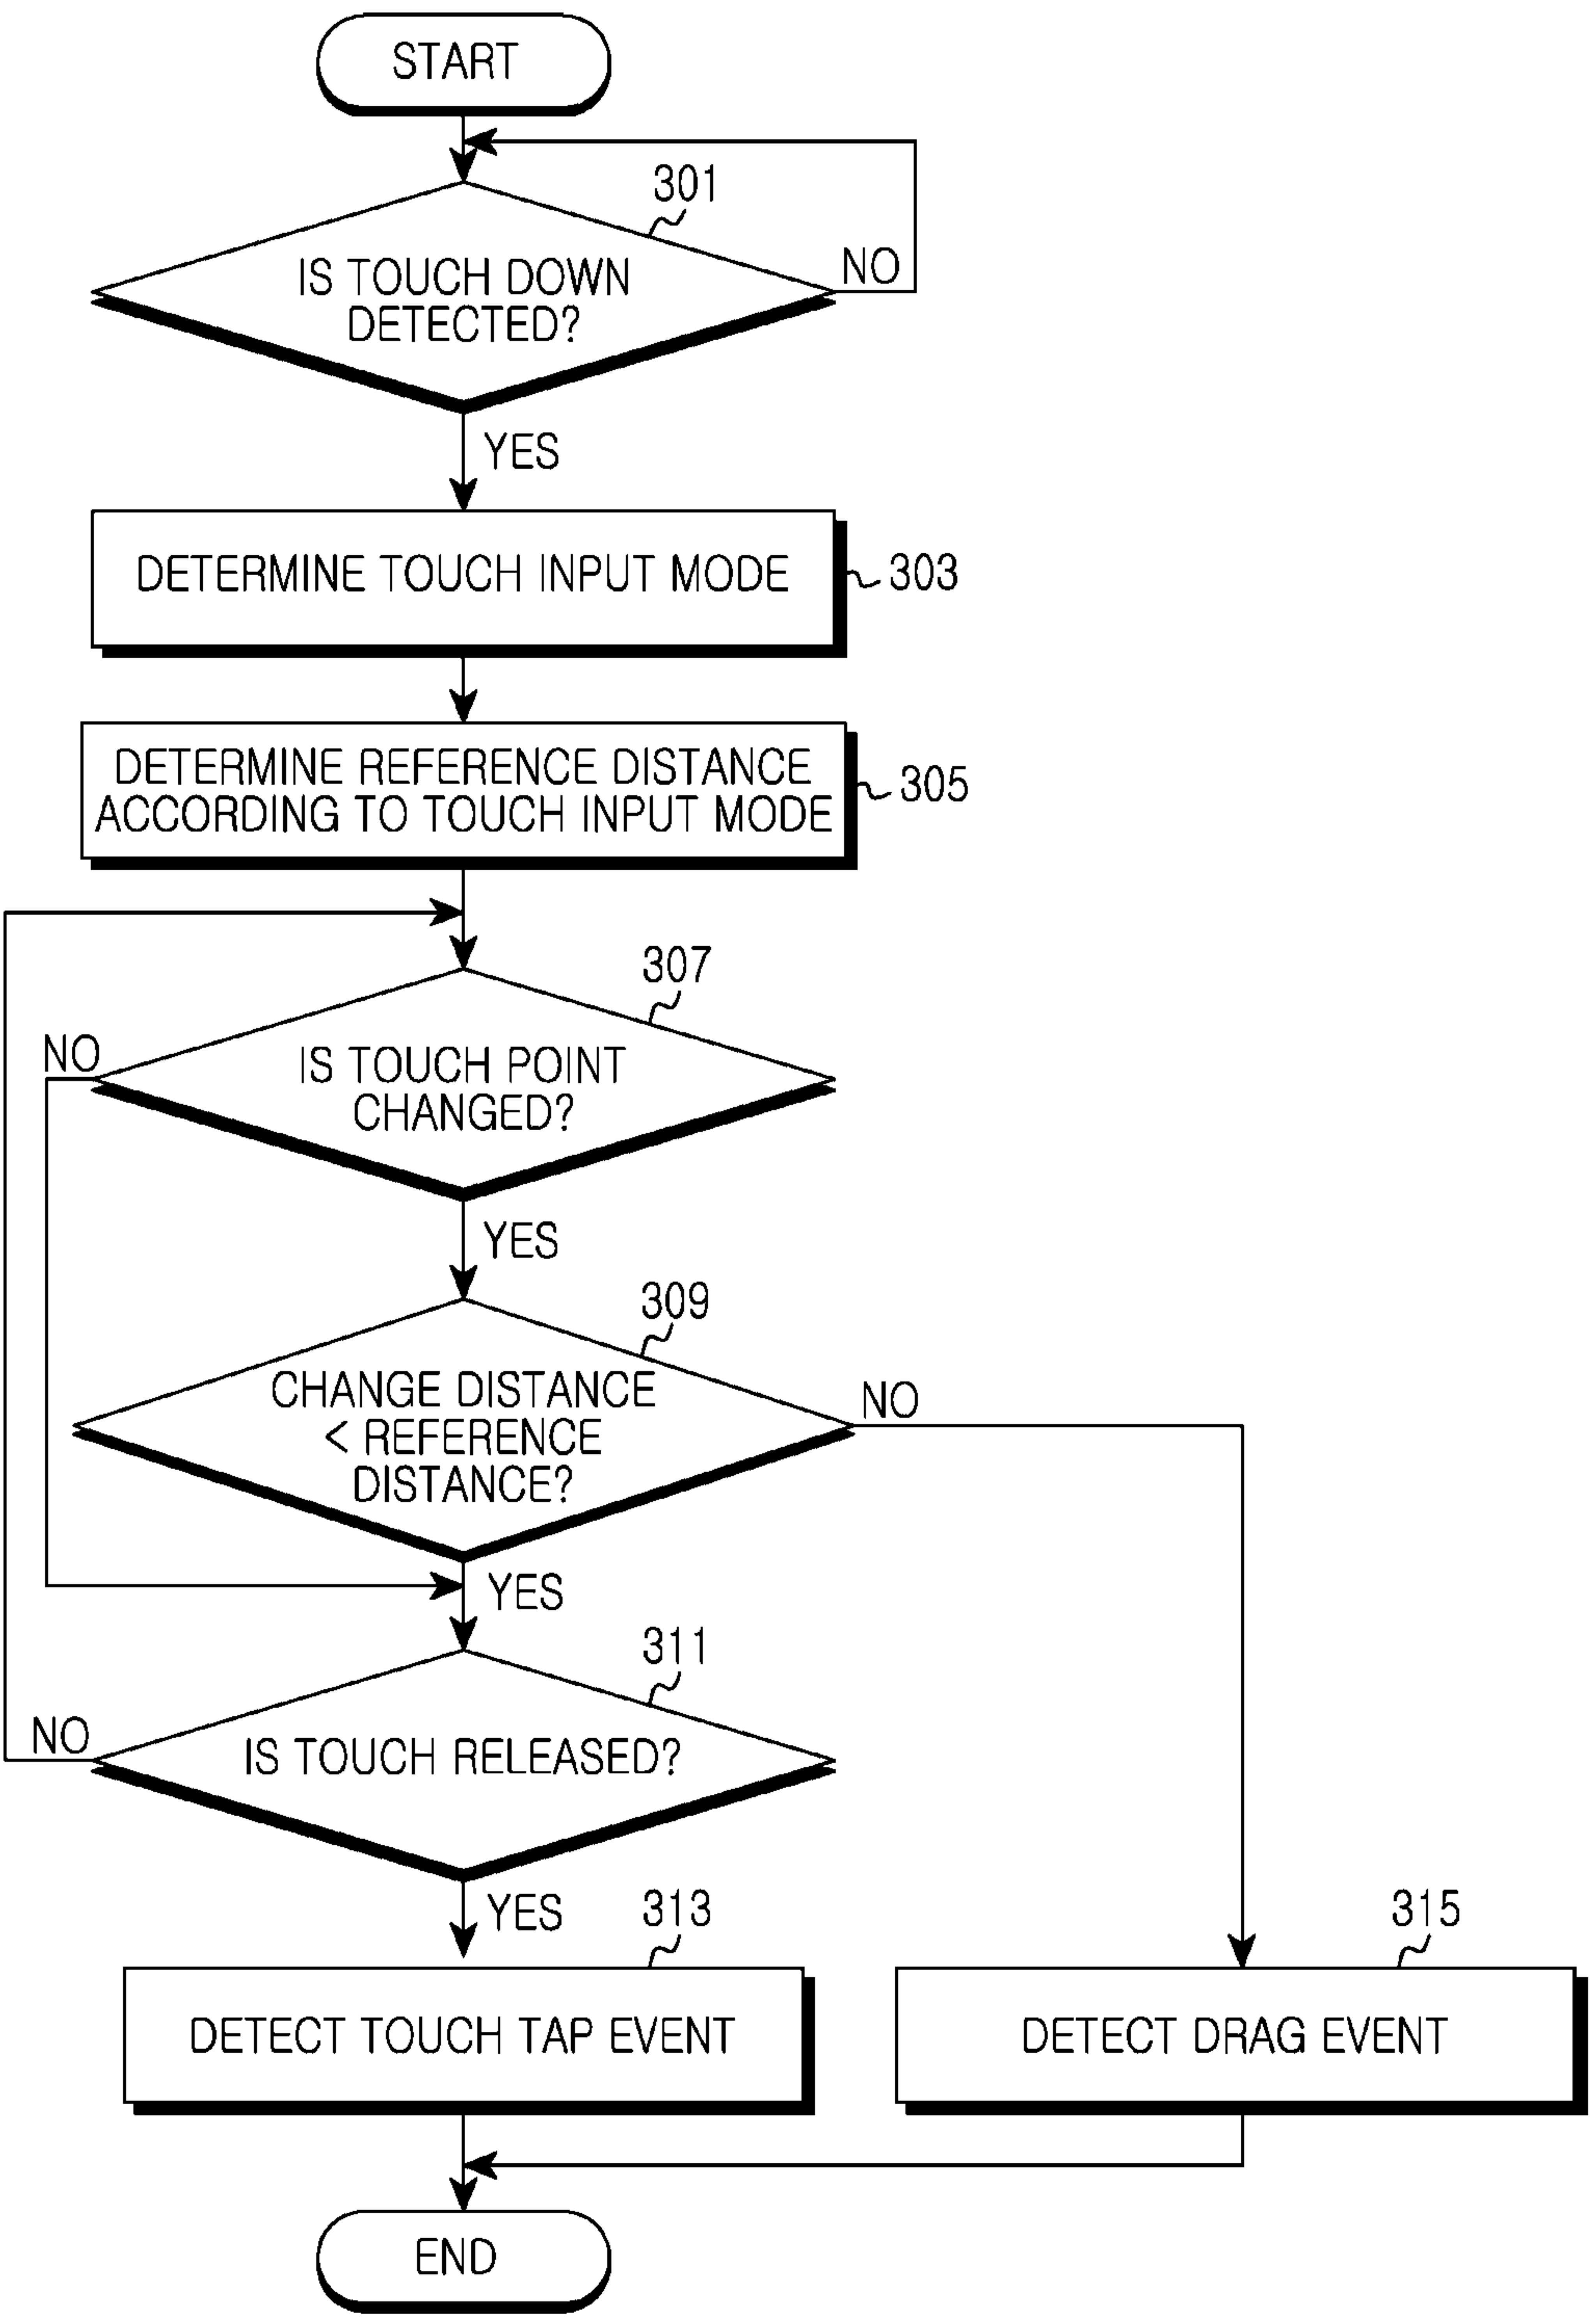 START
301
IS TOUCH DOWN
DETECTED?
NO
YES
DETERMINE TOUCH INPUT MODE
303
DETERMINE REFERENCE DISTANCE
ACCORDING TO TOUCH INPUT MODE
305
307
NO
IS TOUCH POINT
CHANGED?
YES
309
CHANGE DISTANCE
< REFERENCE
DISTANCE?
NO
YES
311
NO
IS TOUCH RELEASED?
YES
313
315
DETECT TOUCH TAP EVENT
DETECT DRAG EVENT
END